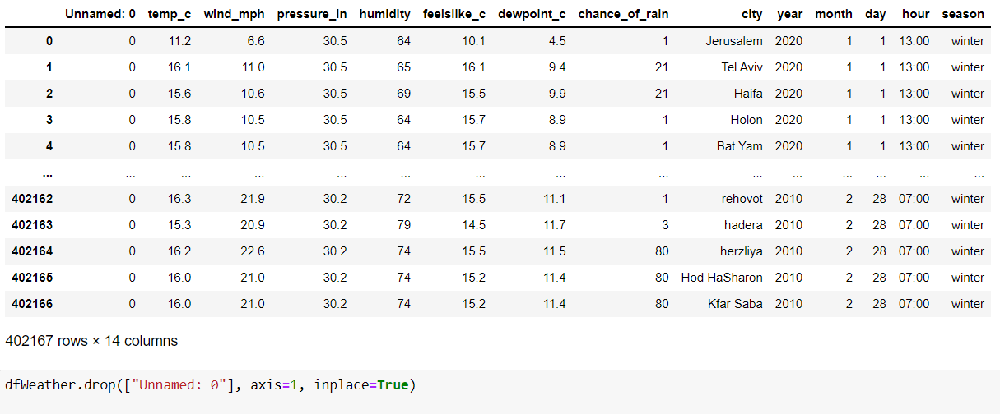 Unnamed: 0 temp_c wind_mph pressure_in humidity feelslike_c dewpoint_c chance_of_rain city year month day hour season
0 0 11.2 6.6 30.5 64 10.1 4.5 1 Jerusalem 2020 1 1 13:00 winter
1 0 16.1 11.0 30.5 65 16.1 9.4 21 Tel Aviv 2020 1 1 13:00 winter
2 0 15.6 10.6 30.5 69 15.5 9.9 21 Haifa 2020 1 1 13:00 winter
3 0 15.8 10.5 30.5 64 15.7 8.9 1 Holon 2020 1 1 13:00 winter
4 0 15.8 10.5 30.5 64 15.7 8.9 1 Bat Yam 2020 1 1 13:00 winter
... ... ... ... ... ... ... ... ... ... ... ... ... ... ...
402162 0 16.3 21.9 30.2 72 15.5 11.1 1 rehovot 2010 2 28 07:00 winter
402163 0 15.3 20.9 30.2 79 14.5 11.7 3 hadera 2010 2 28 07:00 winter
402164 0 16.2 22.6 30.2 74 15.5 11.5 80 herzliya 2010 2 28 07:00 winter
402165 0 16.0 21.0 30.2 74 15.2 11.4 80 Hod HaSharon 2010 2 28 07:00 winter
402166 0 16.0 21.0 30.2 74 15.2 11.4 80 Kfar Saba 2010 2 28 07:00 winter
402167 rows × 14 columns
dfWeather.drop(["Unnamed: 0"], axis=1, inplace=True)